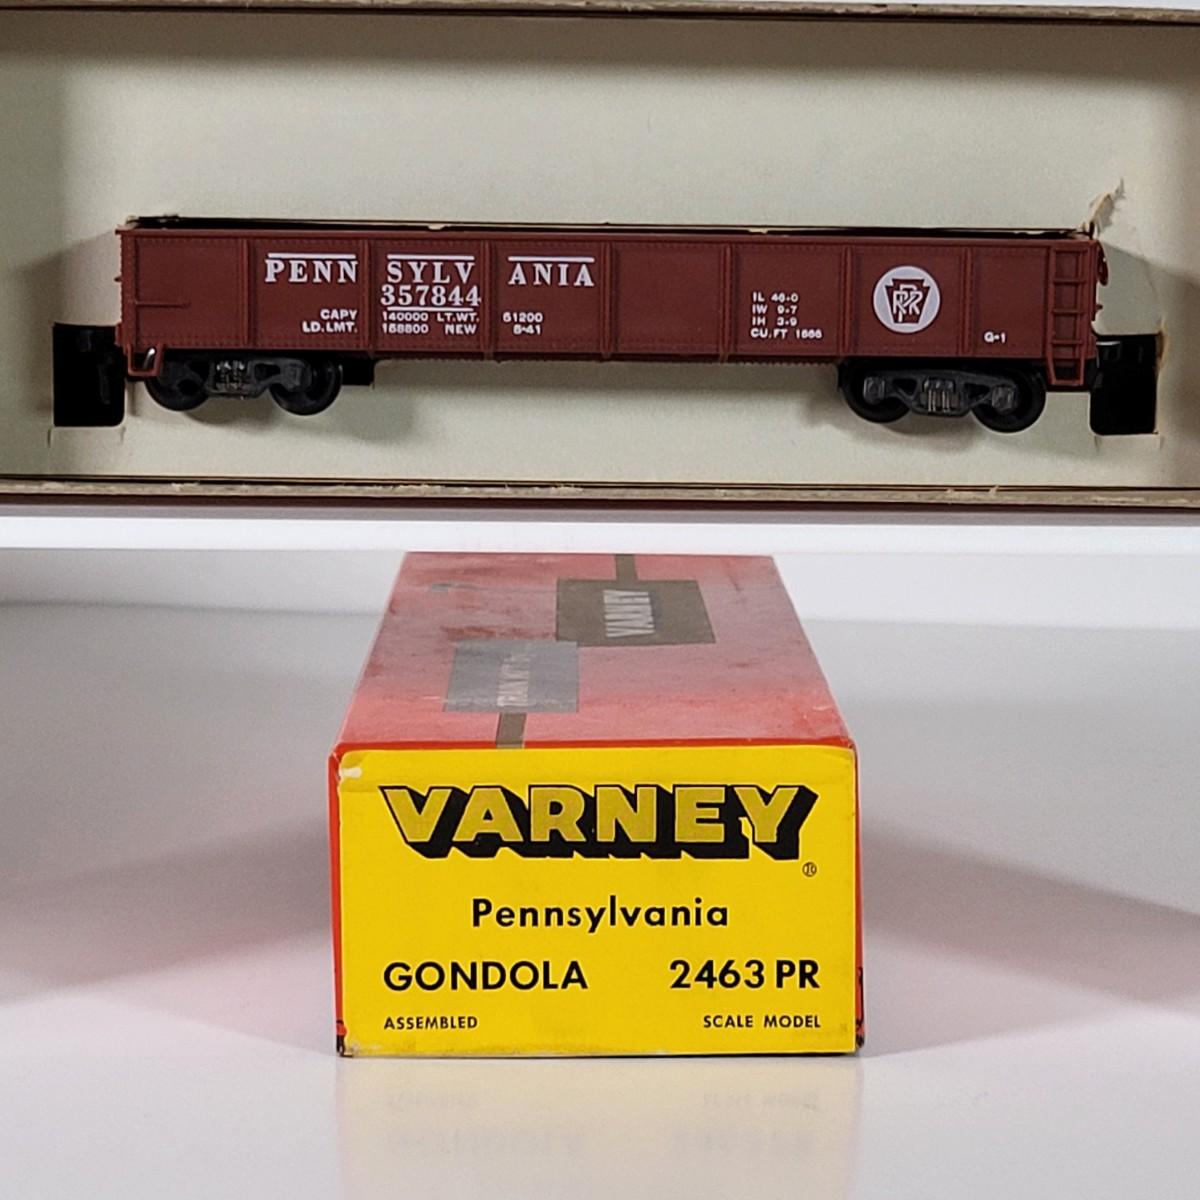 PENN SYLV ANIA
357844
CAPY 140000 LT.WT. 51200
LD.LMT. 158800 NEW 5-41
IL 46-0
IW 9-7
IH 3-9
CU.FT 1666
PRR
G-1
VARNEY
VARNEY
®
Pennsylvania
GONDOLA 2463 PR
ASSEMBLED SCALE MODEL